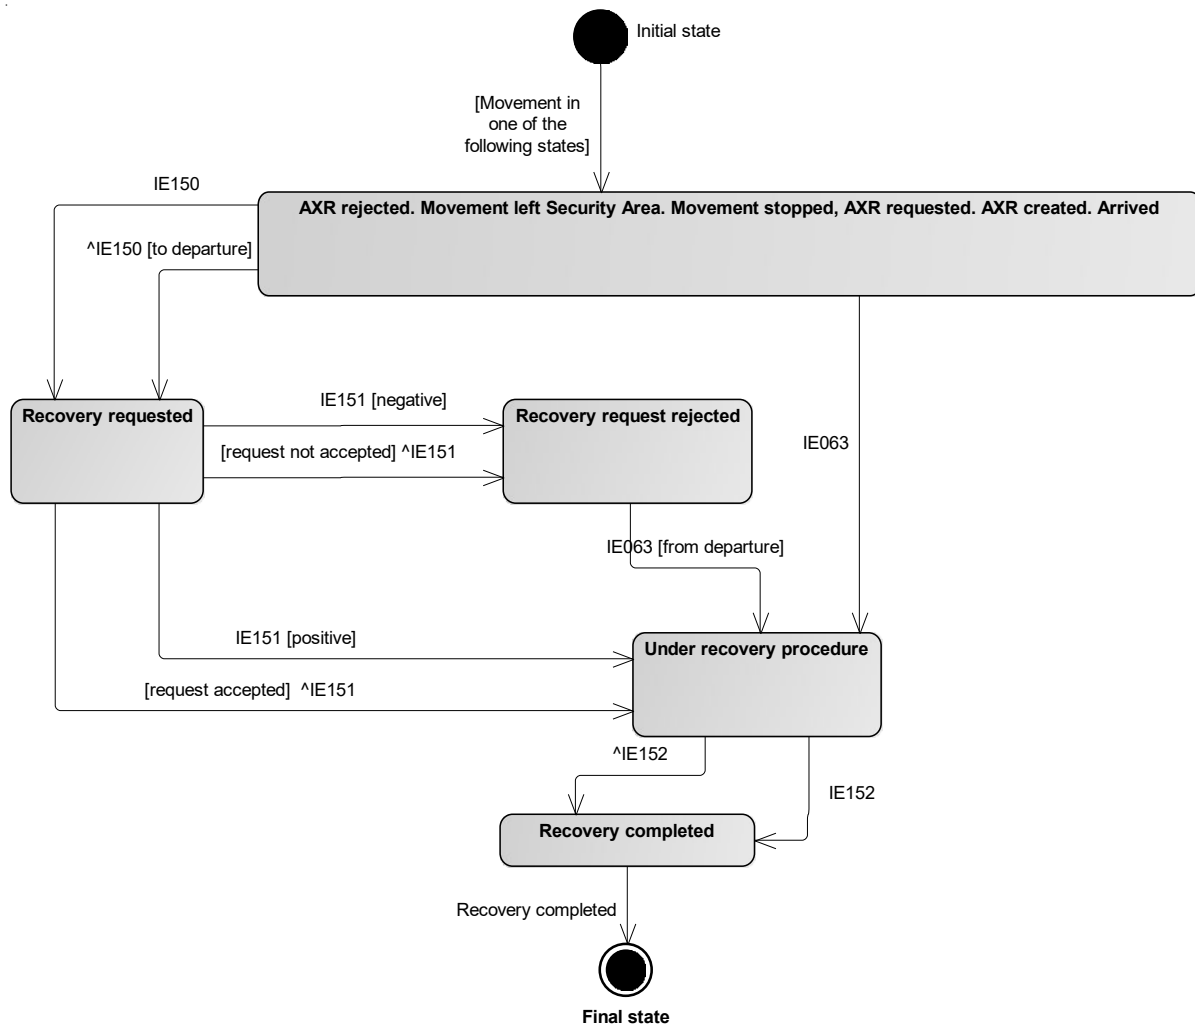 Initial state
[Movement in
one of the
following states]
IE150
AXR rejected. Movement left Security Area. Movement stopped, AXR requested. AXR created. Arrived
^IE150 [to departure]
Recovery requested
IE151 [negative]
Recovery request rejected
[request not accepted] ^IE151
IE063
IE063 [from departure]
IE151 [positive]
Under recovery procedure
[request accepted] ^IE151
^IE152
IE152
Recovery completed
Recovery completed
Final state